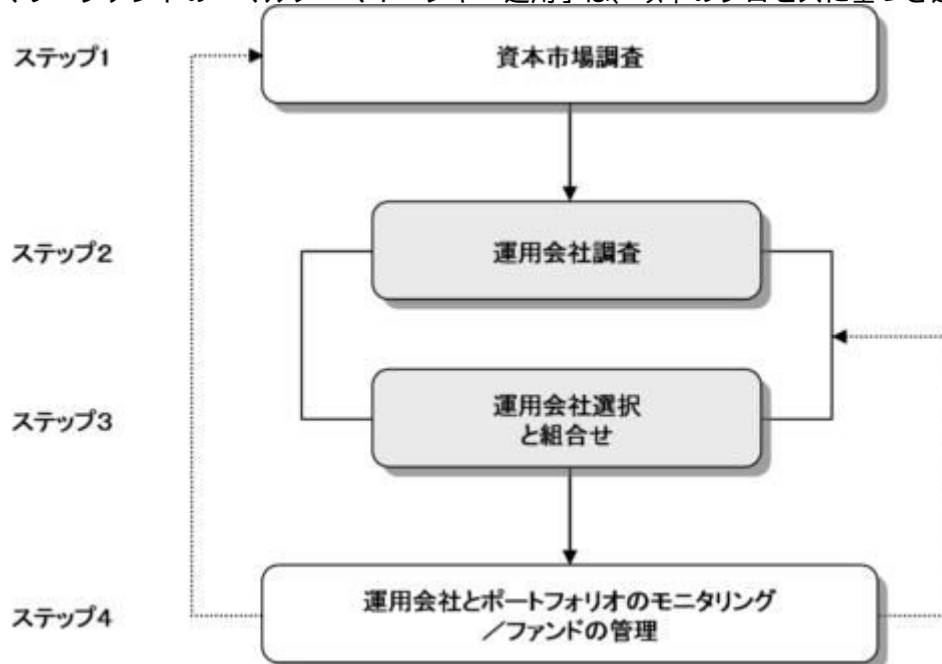 ステップ1
資本市場調査
ステップ2
運用会社調査
ステップ3
運用会社選択
と組合せ
ステップ4
運用会社とポートフォリオのモニタリング
／ファンドの管理